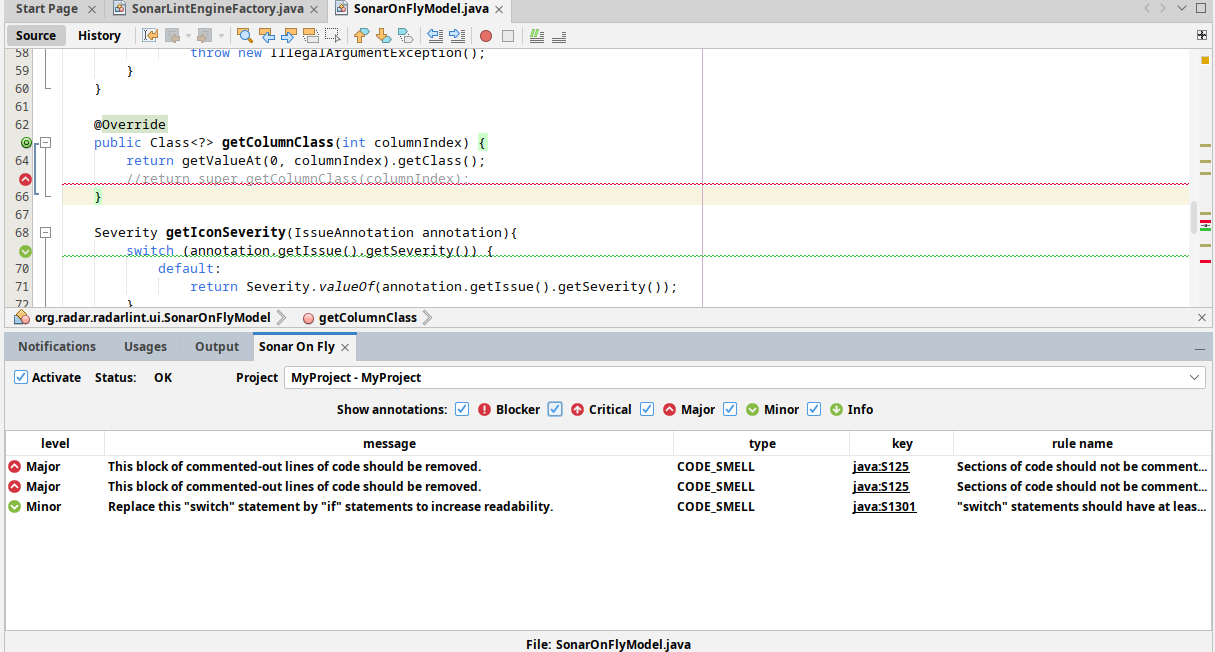 Start Page SonarLintEngineFactory.java SonarOnFlyModel.java
Source History
58 throw new IllegalArgumentException();
59 }
60 }
61
62 @Override
public Class<?> getColumnClass(int columnIndex) {
64 return getValueAt(0, columnIndex).getClass();
//return super.getColumnClass(columnIndex);
66 }
67
68 Severity getIconSeverity(IssueAnnotation annotation){
switch (annotation.getIssue().getSeverity()) {
70 default:
71 return Severity.valueOf(annotation.getIssue().getSeverity());
72 }
org.radar.radarlint.ui.SonarOnFlyModel getColumnClass
Notifications Usages Output Sonar On Fly
Activate Status: OK Project MyProject - MyProject
Show annotations: Blocker Critical Major Minor Info
level message type key rule name
Major This block of commented-out lines of code should be removed. CODE_SMELL java:S125 Sections of code should not be comment...
Major This block of commented-out lines of code should be removed. CODE_SMELL java:S125 Sections of code should not be comment...
Minor Replace this "switch" statement by "if" statements to increase readability. CODE_SMELL java:S1301 "switch" statements should have at leas...
File: SonarOnFlyModel.java